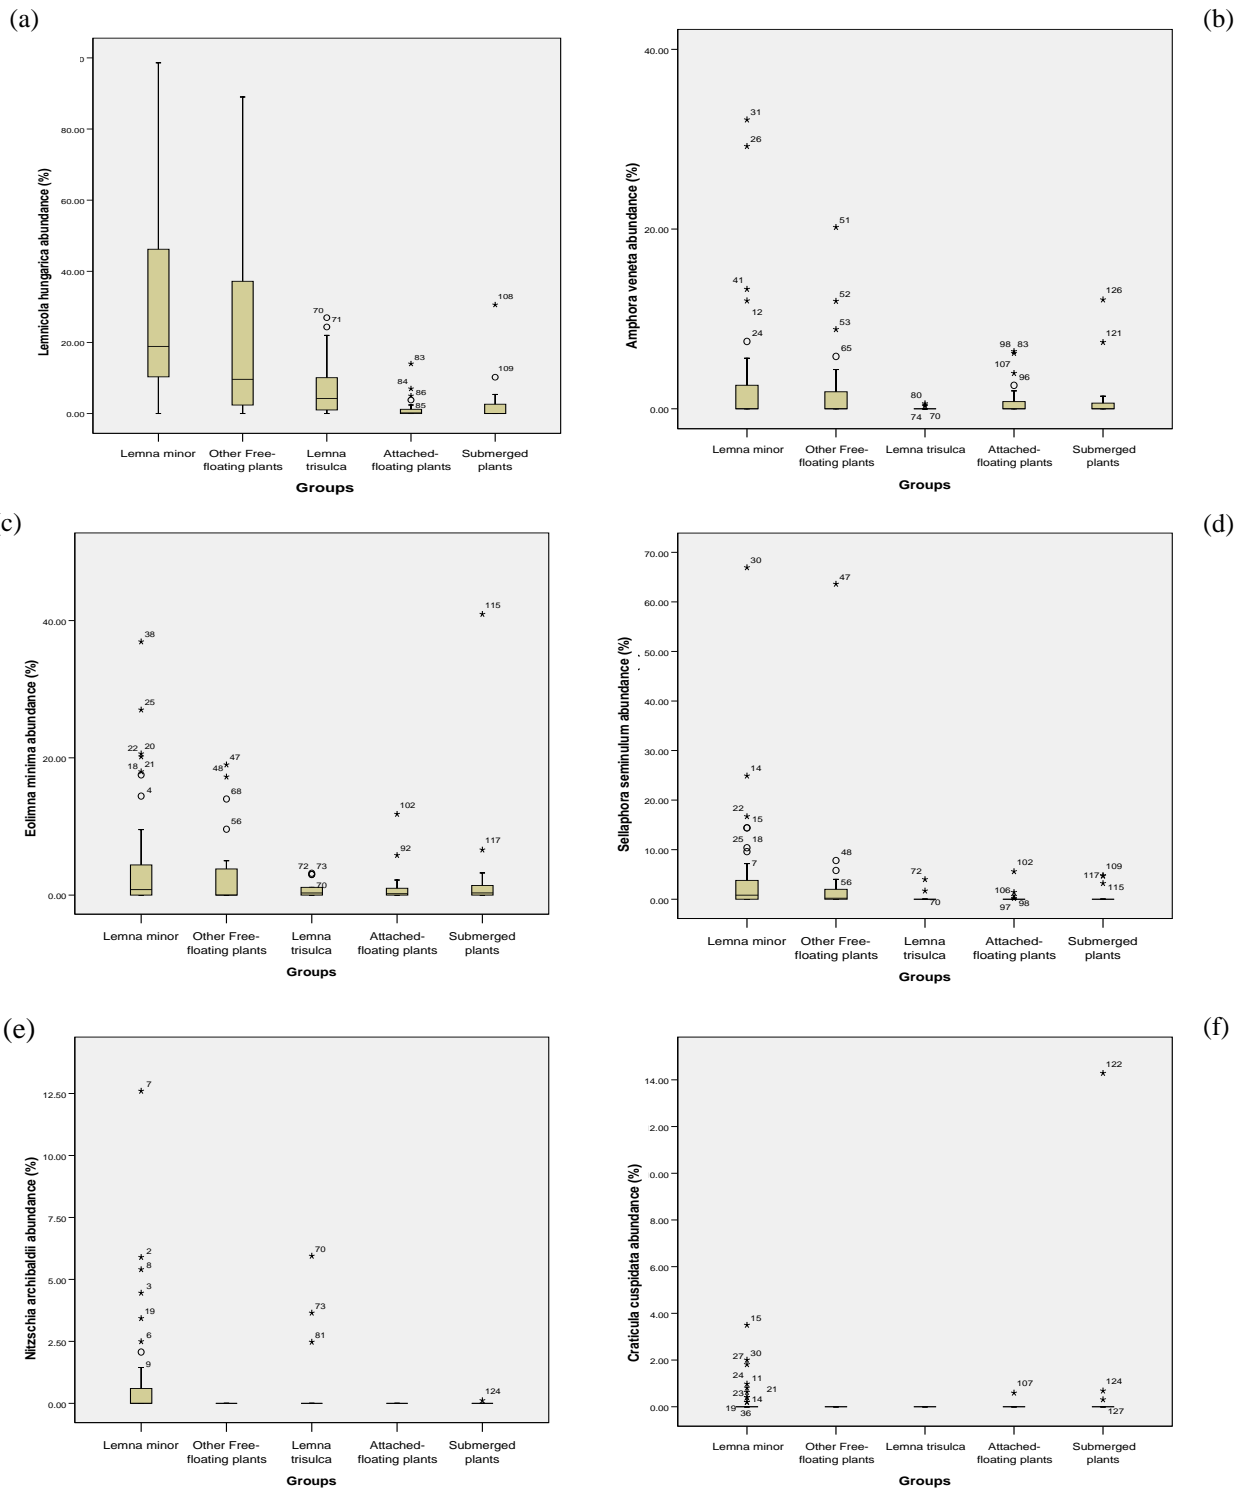 (a)
(b)
0
80.00
60.00
40.00
20.00
0.00
Lemnicola hungarica abundance (%)
70
71
83
84
86
85
108
109
Lemna minor
Other Free-
floating plants
Lemna
trisulca
Attached-
floating plants
Submerged
plants
Groups
40.00
20.00
0.00
Amphora veneta abundance (%)
31
26
41
12
24
51
52
53
65
80
74
70
98
83
107
96
126
121
Lemna minor
Other Free-
floating plants
Lemna trisulca
Attached-
floating plants
Submerged
plants
Groups
c)
(d)
40.00
20.00
0.00
Eolimna minima abundance (%)
38
25
22
20
18
21
4
47
48
68
56
72
73
70
102
92
115
117
Lemna minor
Other Free-
floating plants
Lemna
trisulca
Attached-
floating plants
Submerged
plants
Groups
70.00
60.00
50.00
40.00
30.00
20.00
10.00
0.00
Sellaphora seminulum abundance (%)
30
14
22
15
25
18
7
47
48
56
72
70
102
106
97
98
109
117
115
Lemna minor
Other Free-
floating plants
Lemna
trisulca
Attached-
floating plants
Submerged
plants
Groups
(e)
(f)
12.50
10.00
7.50
5.00
2.50
0.00
Nitzschia archibaldii abundance (%)
7
2
8
3
19
6
9
70
73
81
124
Lemna minor
Other Free-
floating plants
Lemna
trisulca
Attached-
floating plants
Submerged
plants
Groups
14.00
2.00
0.00
8.00
6.00
4.00
2.00
0.00
Craticula cuspidata abundance (%)
15
27
30
24
11
23
21
14
19
36
107
122
124
127
Lemna minor
Other Free-
floating plants
Lemna trisulca
Attached-
floating plants
Submerged
plants
Groups